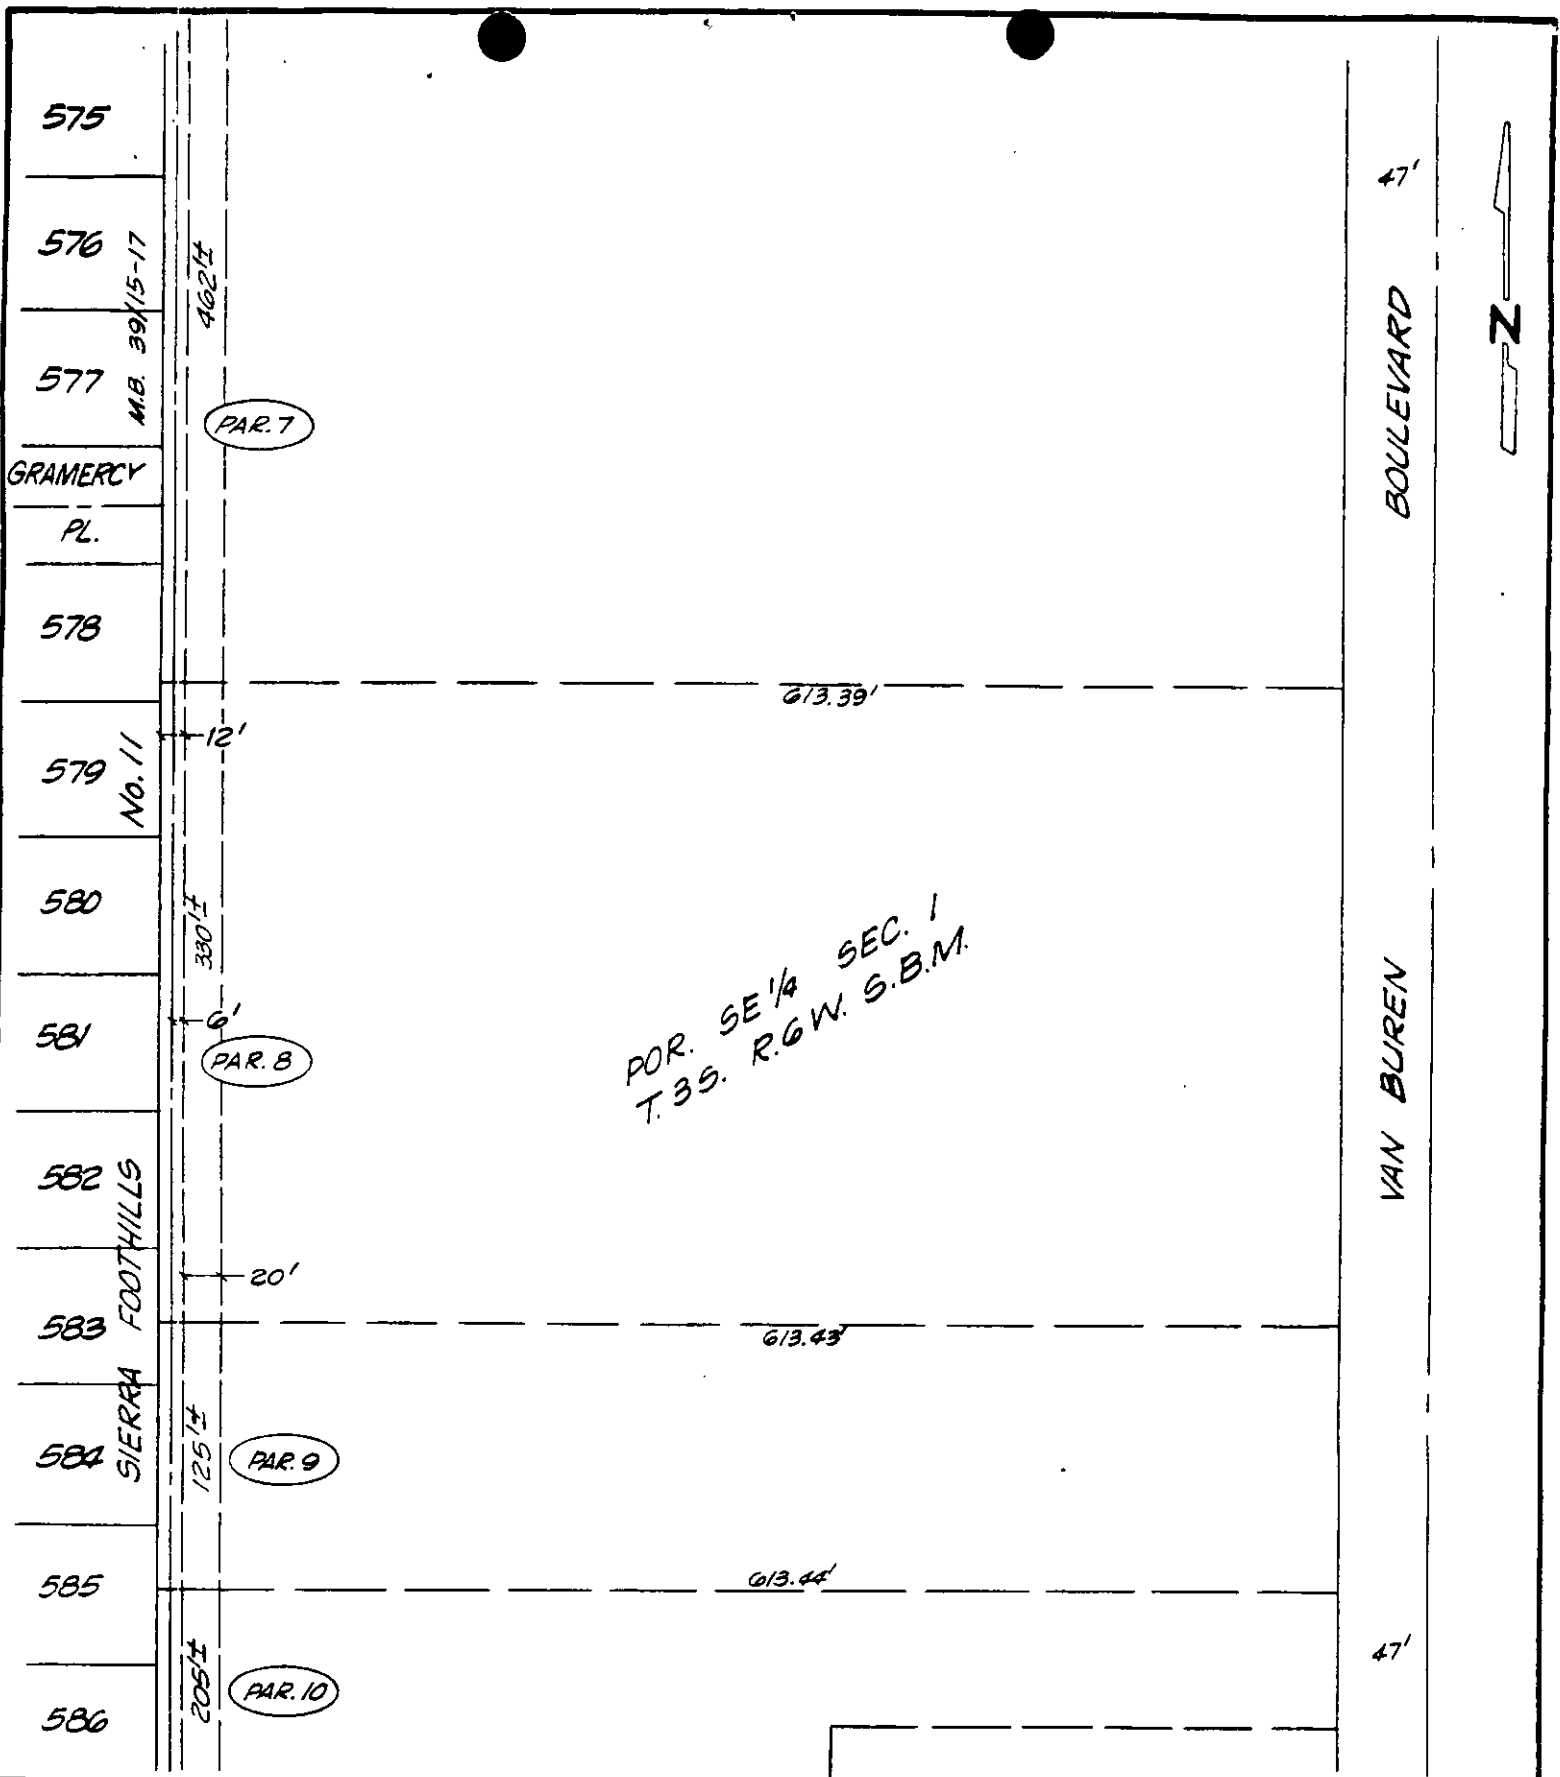 575
576
577
M.B. 39/15-17
GRAMERCY
PL.
578
579
No. 11
580
581
582
583
SIERRA FOOTHILLS
584
585
586
462'±
PAR. 7
613.39'
12'
330'±
6'
PAR. 8
20'
613.43'
125'±
PAR. 9
613.44'
205'±
PAR. 10
POR. SE 1/4 SEC. 1
T. 3S. R. 6 W. S.B.M.
47'
VAN BUREN BOULEVARD
47'
N